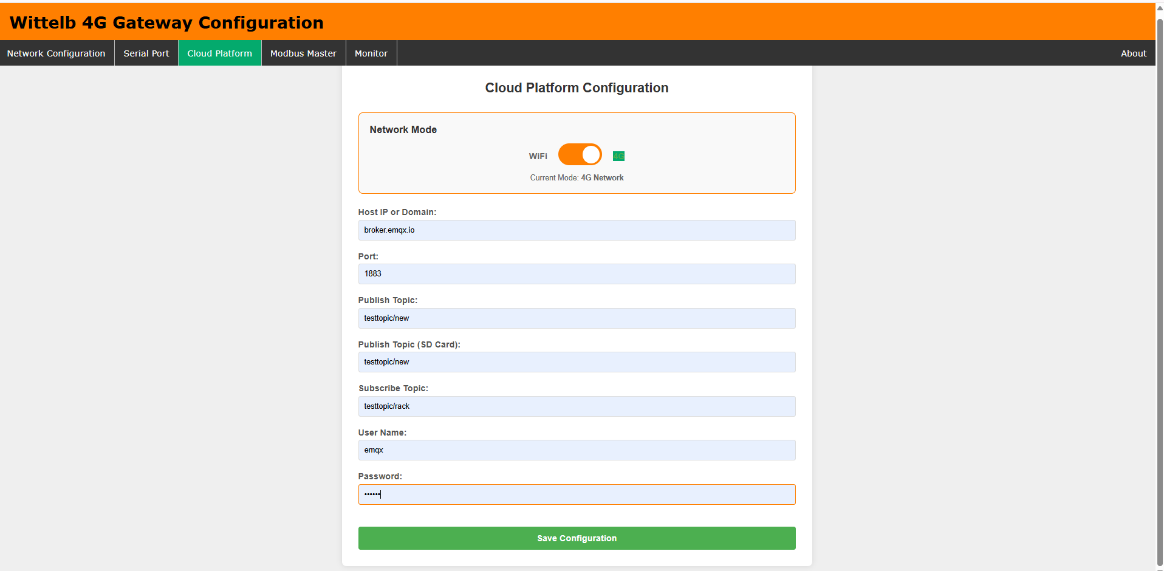 Wittelb 4G Gateway Configuration
Network Configuration
Serial Port
Cloud Platform
Modbus Master
Monitor
About
Cloud Platform Configuration
Network Mode
WiFi
Current Mode: 4G Network
Host IP or Domain:
broker.emqx.io
Port:
1883
Publish Topic:
testtopic/new
Publish Topic (SD Card):
testtopic/new
Subscribe Topic:
testtopic/rack
User Name:
emqx
Password:
••••••
Save Configuration